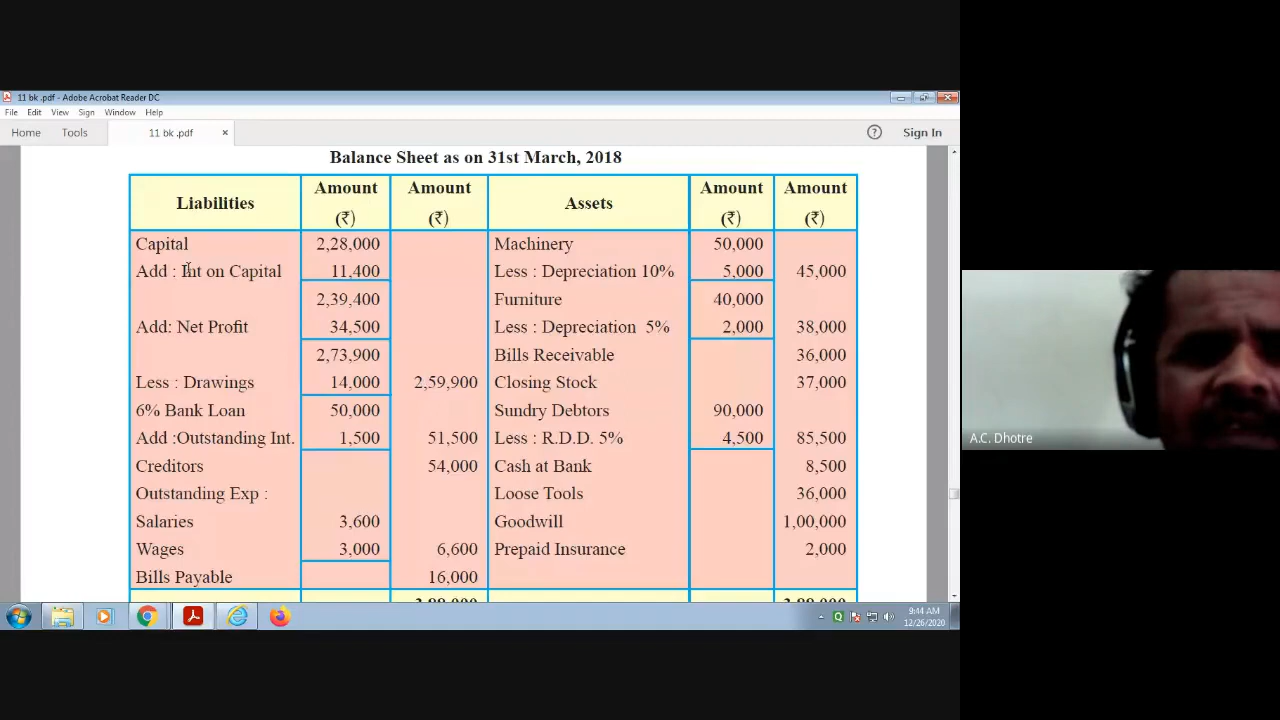 11 bk .pdf - Adobe Acrobat Reader DC
File Edit View Sign Window Help
Home Tools 11 bk .pdf × ? Sign In
Balance Sheet as on 31st March, 2018
Liabilities Amount (₹) Amount (₹) Assets Amount (₹) Amount (₹)
Capital 2,28,000 Machinery 50,000
Add : Int on Capital 11,400 Less : Depreciation 10% 5,000 45,000
2,39,400 Furniture 40,000
Add: Net Profit 34,500 Less : Depreciation 5% 2,000 38,000
2,73,900 Bills Receivable 36,000
Less : Drawings 14,000 2,59,900 Closing Stock 37,000
6% Bank Loan 50,000 Sundry Debtors 90,000
Add :Outstanding Int. 1,500 51,500 Less : R.D.D. 5% 4,500 85,500
Creditors 54,000 Cash at Bank 8,500
Outstanding Exp : Loose Tools 36,000
Salaries 3,600 Goodwill 1,00,000
Wages 3,000 6,600 Prepaid Insurance 2,000
Bills Payable 16,000
A.C. Dhotre
9:44 AM
12/26/2020